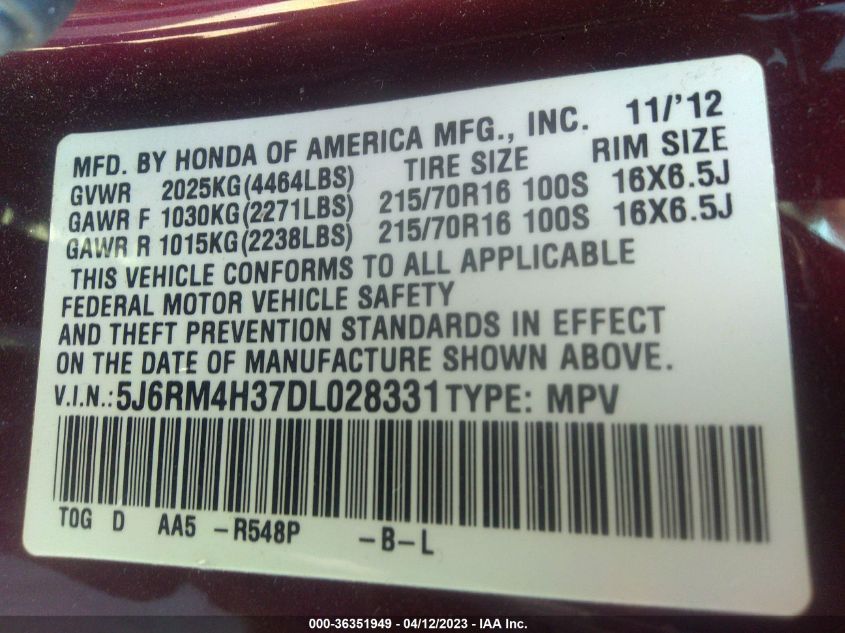 MFD. BY HONDA OF AMERICA MFG., INC. 11/'12
GVWR 2025KG(4464LBS) TIRE SIZE RIM SIZE
GAWR F 1030KG(2271LBS) 215/70R16 100S 16X6.5J
GAWR R 1015KG(2238LBS) 215/70R16 100S 16X6.5J
THIS VEHICLE CONFORMS TO ALL APPLICABLE
FEDERAL MOTOR VEHICLE SAFETY
AND THEFT PREVENTION STANDARDS IN EFFECT
ON THE DATE OF MANUFACTURE SHOWN ABOVE.
V.I.N.:5J6RM4H37DL028331 TYPE: MPV
TOG D AA5 -R548P -B-L
000-36351949 - 04/12/2023 - IAA Inc.